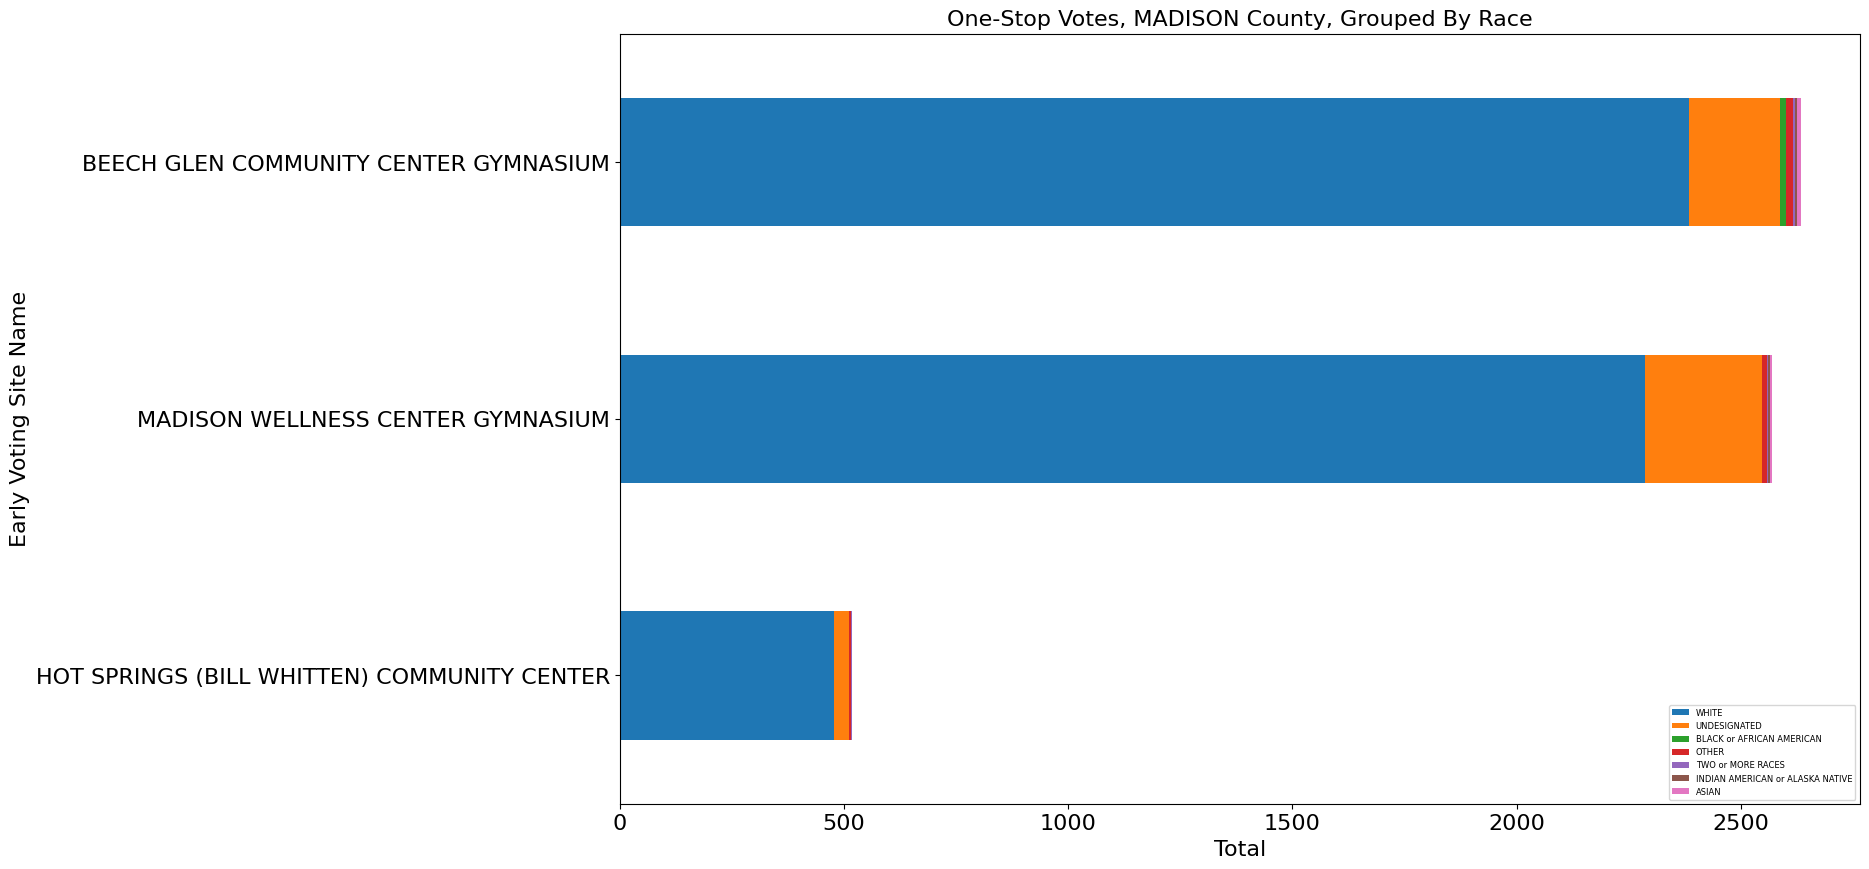 One-Stop Votes, MADISON County, Grouped By Race
Early Voting Site Name
BEECH GLEN COMMUNITY CENTER GYMNASIUM
MADISON WELLNESS CENTER GYMNASIUM
HOT SPRINGS (BILL WHITTEN) COMMUNITY CENTER
WHITE
UNDESIGNATED
BLACK or AFRICAN AMERICAN
OTHER
TWO or MORE RACES
INDIAN AMERICAN or ALASKA NATIVE
ASIAN
0 500 1000 1500 2000 2500
Total